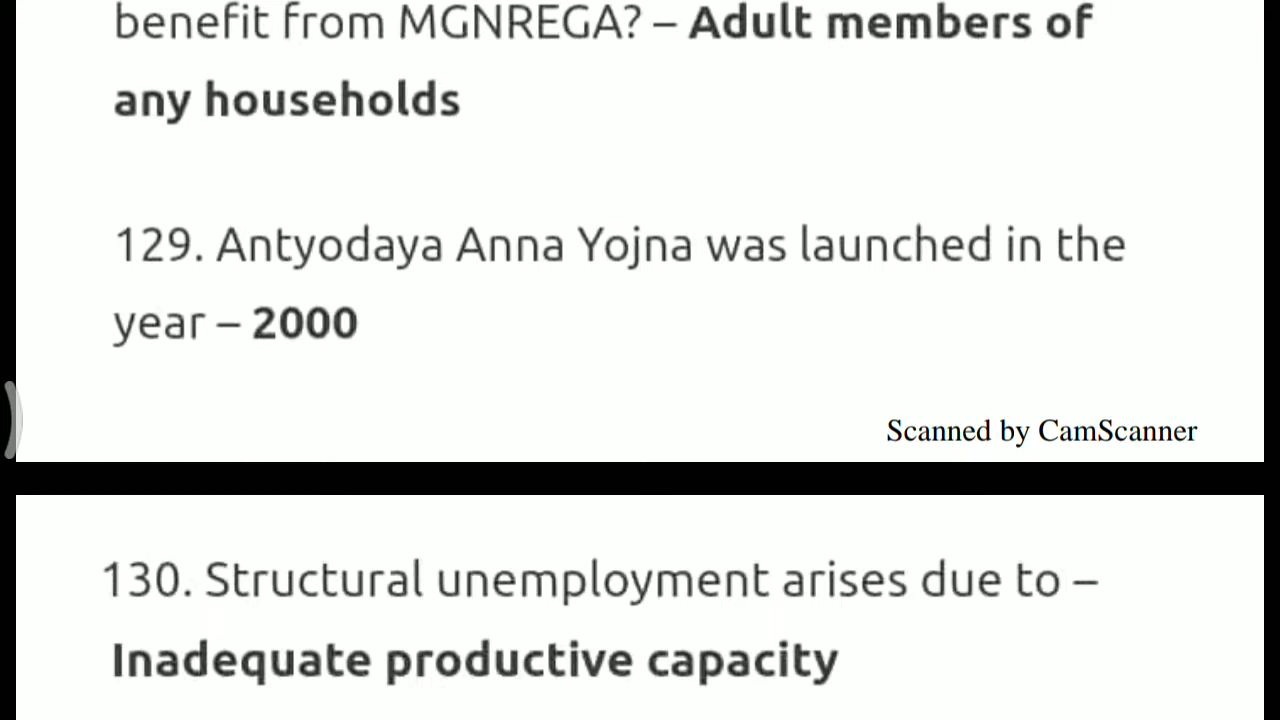 benefit from MGNREGA? – Adult members of
any households
129. Antyodaya Anna Yojna was launched in the
year – 2000
Scanned by CamScanner
130. Structural unemployment arises due to –
Inadequate productive capacity